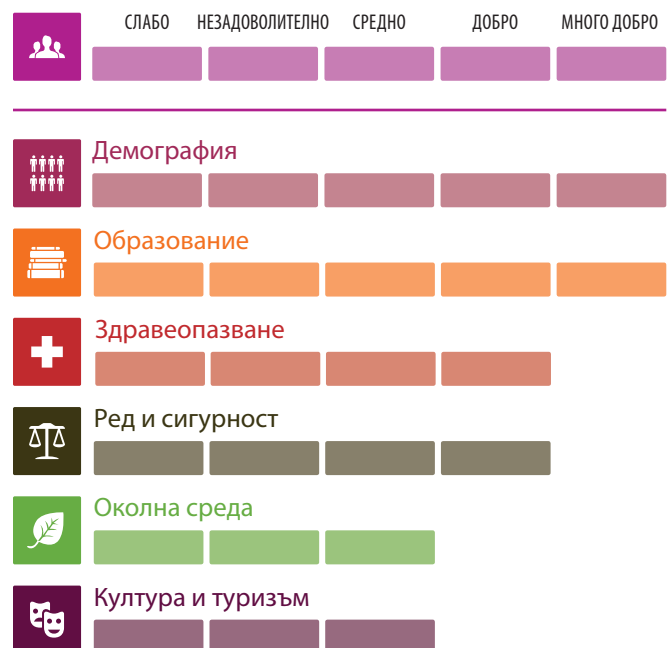 СЛАБО НЕЗАДОВОЛИТЕЛНО СРЕДНО ДОБРО МНОГО ДОБРО
Демография
Образование
Здравеопазване
Ред и сигурност
Околна среда
Култура и туризъм